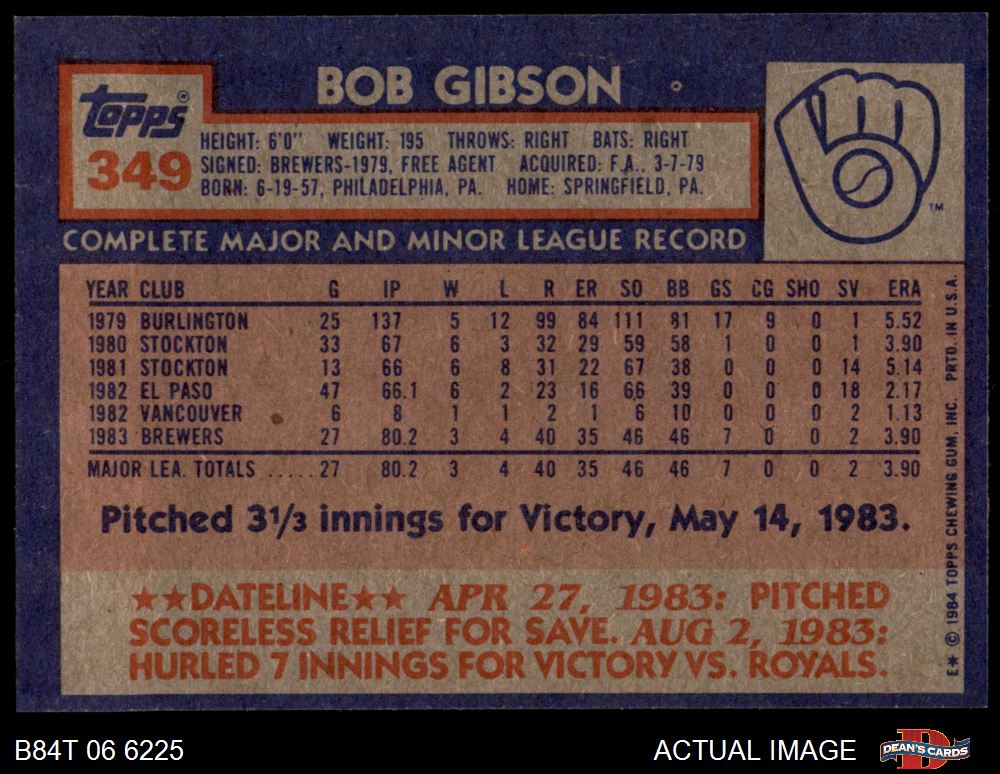 BOB GIBSON
Topps®
349
HEIGHT: 6'0" WEIGHT: 195 THROWS: RIGHT BATS: RIGHT
SIGNED: BREWERS-1979, FREE AGENT ACQUIRED: F.A., 3-7-79
BORN: 6-19-57, PHILADELPHIA, PA. HOME: SPRINGFIELD, PA.
TM
COMPLETE MAJOR AND MINOR LEAGUE RECORD
YEAR CLUB G IP W L R ER SO BB GS CG SHO SV ERA
1979 BURLINGTON 25 137 5 12 99 84 111 81 17 9 0 1 5.52
1980 STOCKTON 33 67 6 3 32 29 59 58 1 0 0 1 3.90
1981 STOCKTON 13 66 6 8 31 22 67 38 0 0 0 14 5.14
1982 EL PASO 47 66.1 6 2 23 16 66 39 0 0 0 18 2.17
1982 VANCOUVER 6 8 1 1 2 1 6 10 0 0 0 2 1.13
1983 BREWERS 27 80.2 3 4 40 35 46 46 7 0 0 2 3.90
MAJOR LEA. TOTALS ..... 27 80.2 3 4 40 35 46 46 7 0 0 2 3.90
Pitched 3⅓ innings for Victory, May 14, 1983.
★★DATELINE★★ APR 27, 1983: PITCHED
SCORELESS RELIEF FOR SAVE. AUG 2, 1983:
HURLED 7 INNINGS FOR VICTORY VS. ROYALS.
E* © 1984 TOPPS CHEWING GUM, INC. PRTD. IN U.S.A.
B84T 06 6225
ACTUAL IMAGE
DEAN'S CARDS